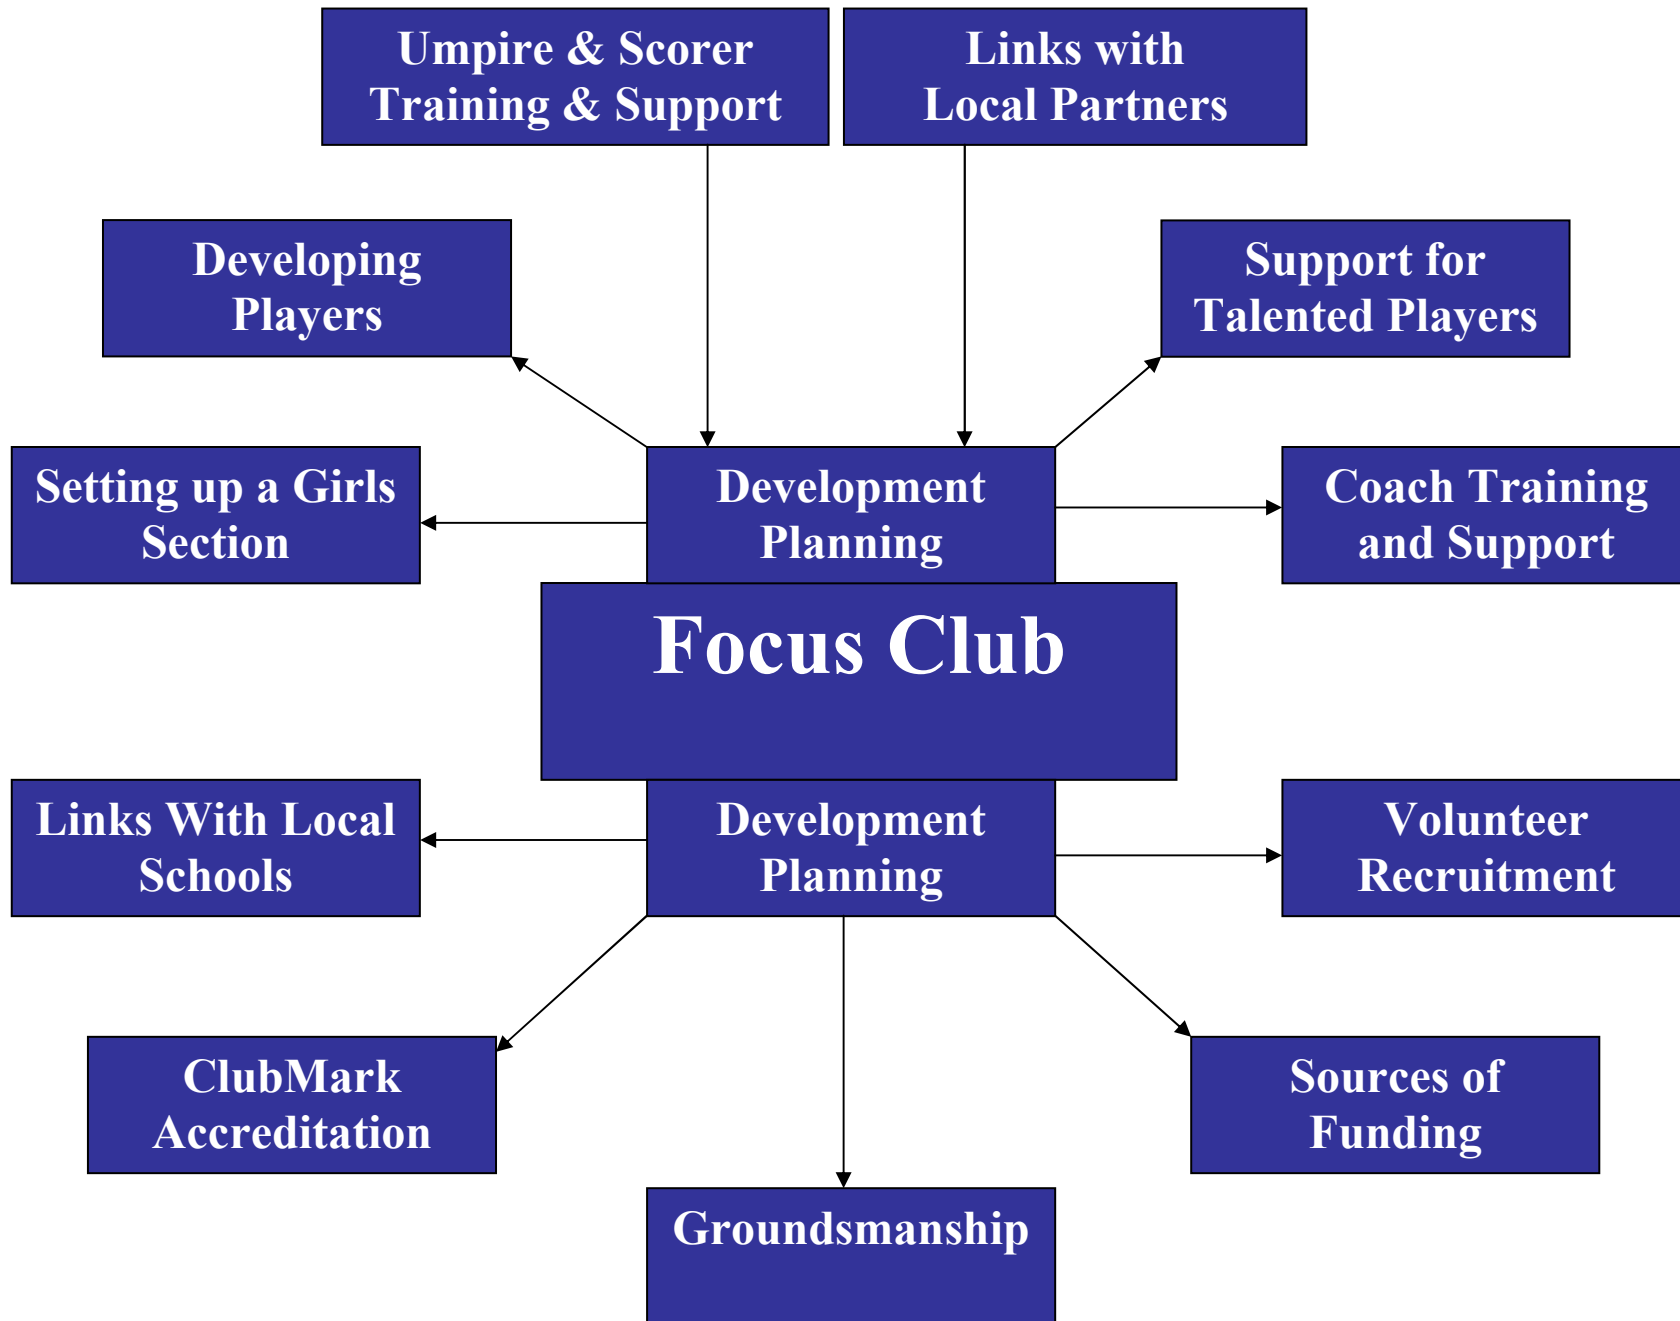 Umpire & Scorer
Training & Support
Links with
Local Partners
Developing
Players
Support for
Talented Players
Setting up a Girls
Section
Development
Planning
Coach Training
and Support
Focus Club
Links With Local
Schools
Development
Planning
Volunteer
Recruitment
ClubMark
Accreditation
Sources of
Funding
Groundsmanship